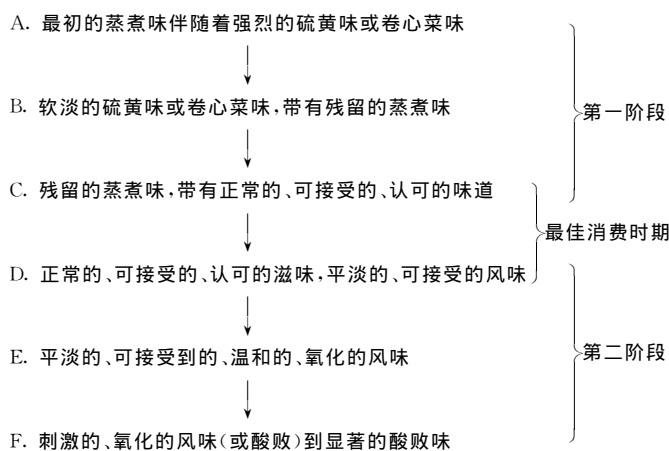 A. 最初的蒸煮味伴随着强烈的硫黄味或卷心菜味
B. 软淡的硫黄味或卷心菜味,带有残留的蒸煮味
第一阶段
C. 残留的蒸煮味,带有正常的、可接受的、认可的味道
最佳消费时期
D. 正常的、可接受的、认可的滋味,平淡的、可接受的风味
第二阶段
E. 平淡的、可接受到的、温和的、氧化的风味
F. 刺激的、氧化的风味(或酸败)到显著的酸败味